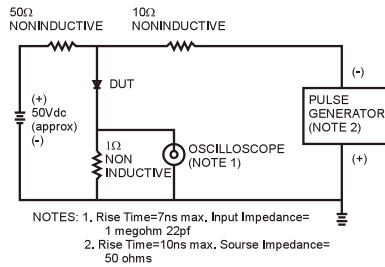 50Ω
NONINDUCTIVE
10Ω
NONINDUCTIVE
(+)
50Vdc
(approx)
(-)
DUT
1Ω
NON
INDUCTIVE
OSCILLOSCOPE
(NOTE 1)
(-)
PULSE
GENERATOR
(NOTE 2)
(+)
NOTES: 1. Rise Time=7ns max. Input Impedance=
1 megohm 22pf
2. Rise Time=10ns max. Sourse Impedance=
50 ohms